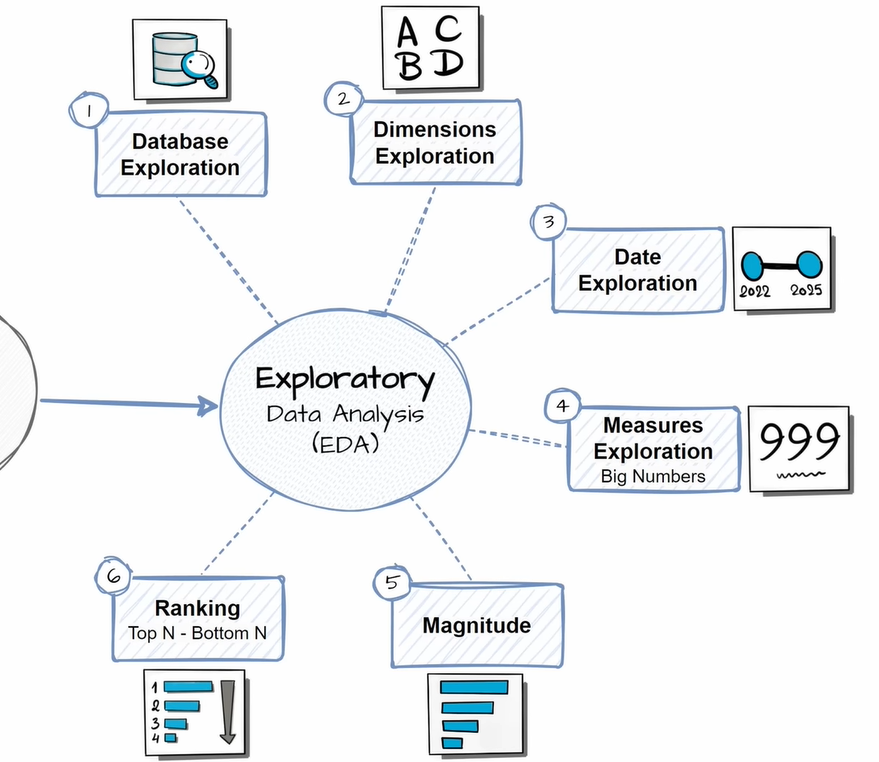 1
Database
Exploration
2
A C
B D
Dimensions
Exploration
3
Date
Exploration
2022 2025
4
Measures
Exploration
Big Numbers
999
Exploratory
Data Analysis
(EDA)
5
Magnitude
6
Ranking
Top N - Bottom N
1
2
3
4